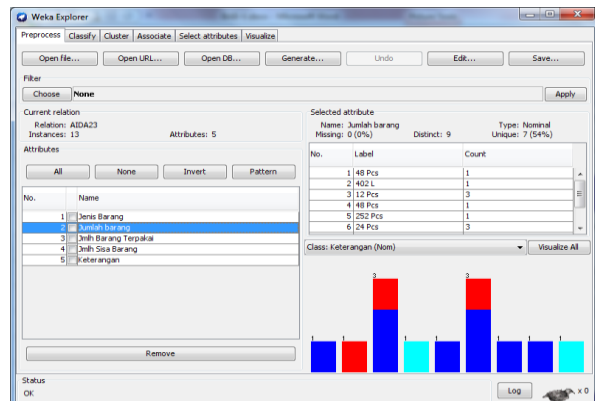 Weka Explorer
Preprocess Classify Cluster Associate Select attributes Visualize
Open file... Open URL... Open DB... Generate... Undo Edit... Save...
Filter
Choose None Apply
Current relation
Relation: AIDA23
Instances: 13 Attributes: 5
Attributes
All None Invert Pattern
No. Name
1 Jenis Barang
2 Jumlah barang
3 Jmlh Barang Terpakai
4 Jmlh Sisa Barang
5 Keterangan
Remove
Selected attribute
Name: Jumlah barang Type: Nominal
Missing: 0 (0%) Distinct: 9 Unique: 7 (54%)
No. Label Count
1 48 Pcs 1
2 402 L 1
3 12 Pcs 3
4 48 Pcs 1
5 252 Pcs 1
6 24 Pcs 3
Class: Keterangan (Nom) Visualize All
1 1 3 1 1 3 1 1 1
Status
OK
Log x 0